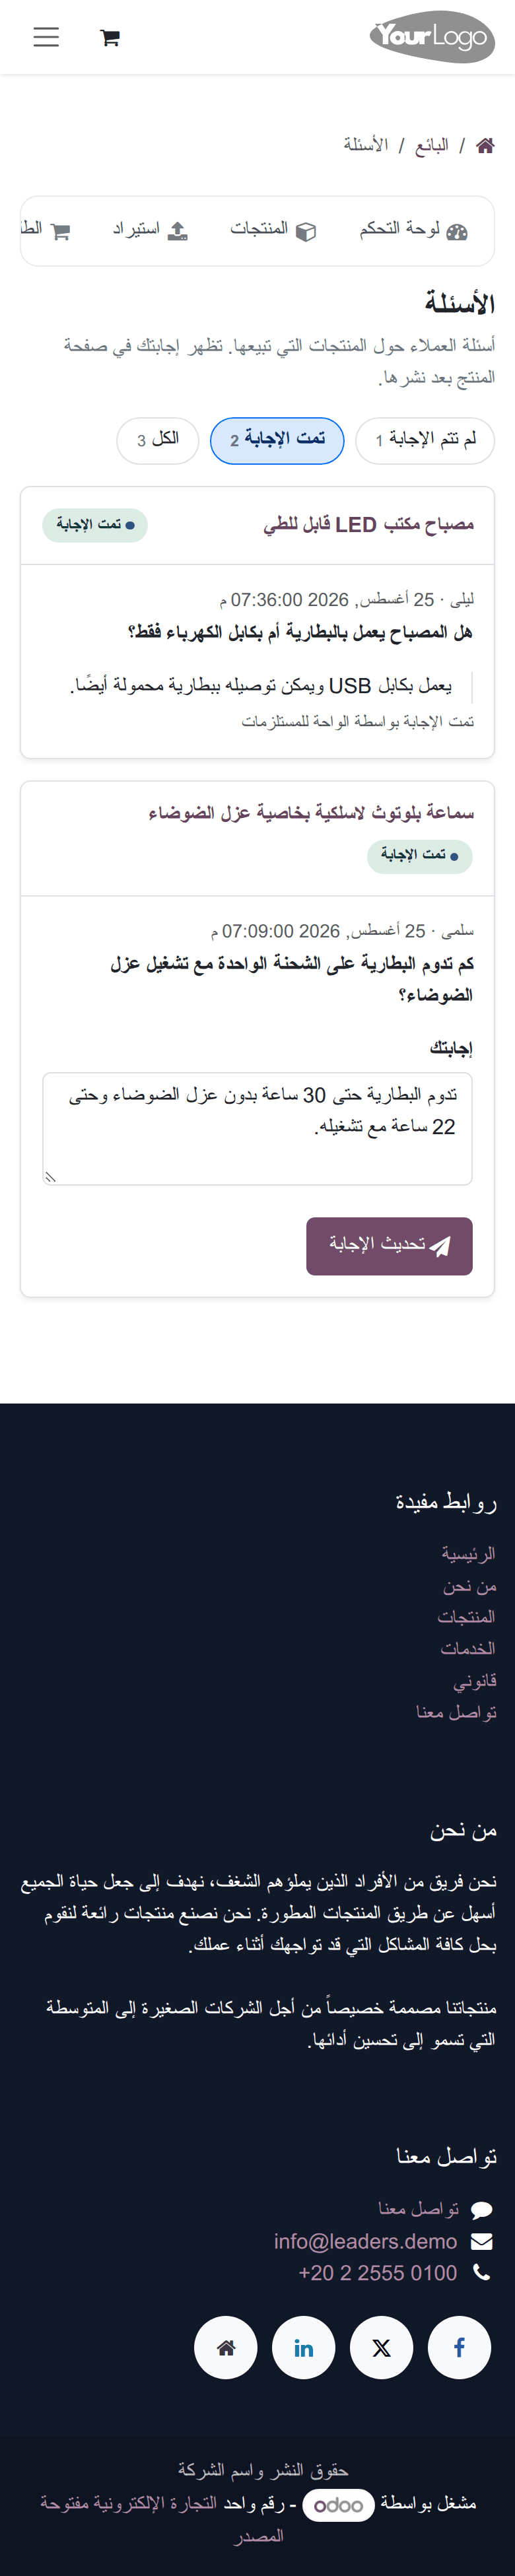 YourLogo
/ البائع / الأسئلة
لوحة التحكم المنتجات استيراد
الأسئلة
أسئلة العملاء حول المنتجات التي تبيعها. تظهر إجابتك في صفحة
المنتج بعد نشرها.
لم تتم الإجابة 1 تمت الإجابة 2 الكل 3
مصباح مكتب LED قابل للطي تمت الإجابة
ليلى · 25 أغسطس, 2026 07:36:00 م
هل المصباح يعمل بالبطارية أم بكابل الكهرباء فقط؟
يعمل بكابل USB ويمكن توصيله ببطارية محمولة أيضًا.
تمت الإجابة بواسطة الواحة للمستلزمات
سماعة بلوتوث لاسلكية بخاصية عزل الضوضاء
تمت الإجابة
سلمى · 25 أغسطس, 2026 07:09:00 م
كم تدوم البطارية على الشحنة الواحدة مع تشغيل عزل
الضوضاء؟
إجابتك
تدوم البطارية حتى 30 ساعة بدون عزل الضوضاء وحتى
22 ساعة مع تشغيله.
تحديث الإجابة
روابط مفيدة
الرئيسية
من نحن
المنتجات
الخدمات
قانوني
تواصل معنا
من نحن
نحن فريق من الأفراد الذين يملؤهم الشغف، نهدف إلى جعل حياة الجميع
أسهل عن طريق المنتجات المطورة. نحن نصنع منتجات رائعة لنقوم
بحل كافة المشاكل التي قد تواجهك أثناء عملك.
منتجاتنا مصممة خصيصاً من أجل الشركات الصغيرة إلى المتوسطة
التي تسمو إلى تحسين أدائها.
تواصل معنا
تواصل معنا
info@leaders.demo
+20 2 2555 0100
حقوق النشر واسم الشركة
مشغل بواسطة odoo - رقم واحد التجارة الإلكترونية مفتوحة
المصدر